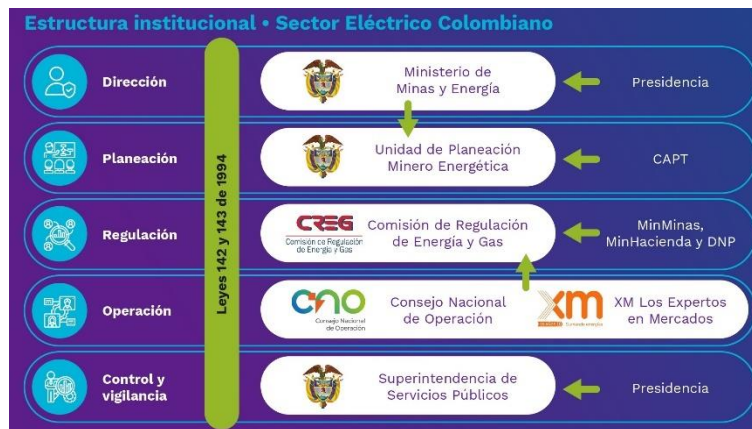 Estructura institucional • Sector Eléctrico Colombiano
Leyes 142 y 143 de 1994
Dirección
Ministerio de
Minas y Energía
Presidencia
Planeación
Unidad de Planeación
Minero Energética
CAPT
Regulación
CREG
Comisión de Regulación
de Energía y Gas
Comisión de Regulación
de Energía y Gas
MinMinas,
MinHacienda y DNP
Operación
cno
Consejo Nacional
de Operación
Consejo Nacional
de Operación
xm
XM Los Expertos
en Mercados
Control y
vigilancia
Superintendencia de
Servicios Públicos
Presidencia